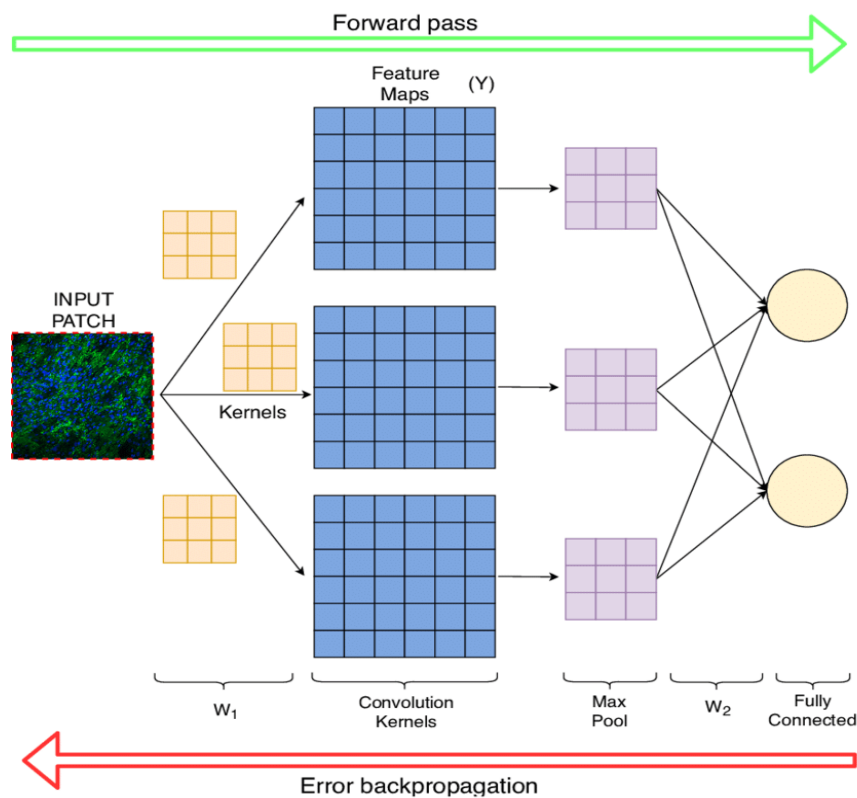 Forward pass
Feature
Maps
(Y)
INPUT
PATCH
Kernels
W₁
Convolution
Kernels
Max
Pool
W₂
Fully
Connected
Error backpropagation